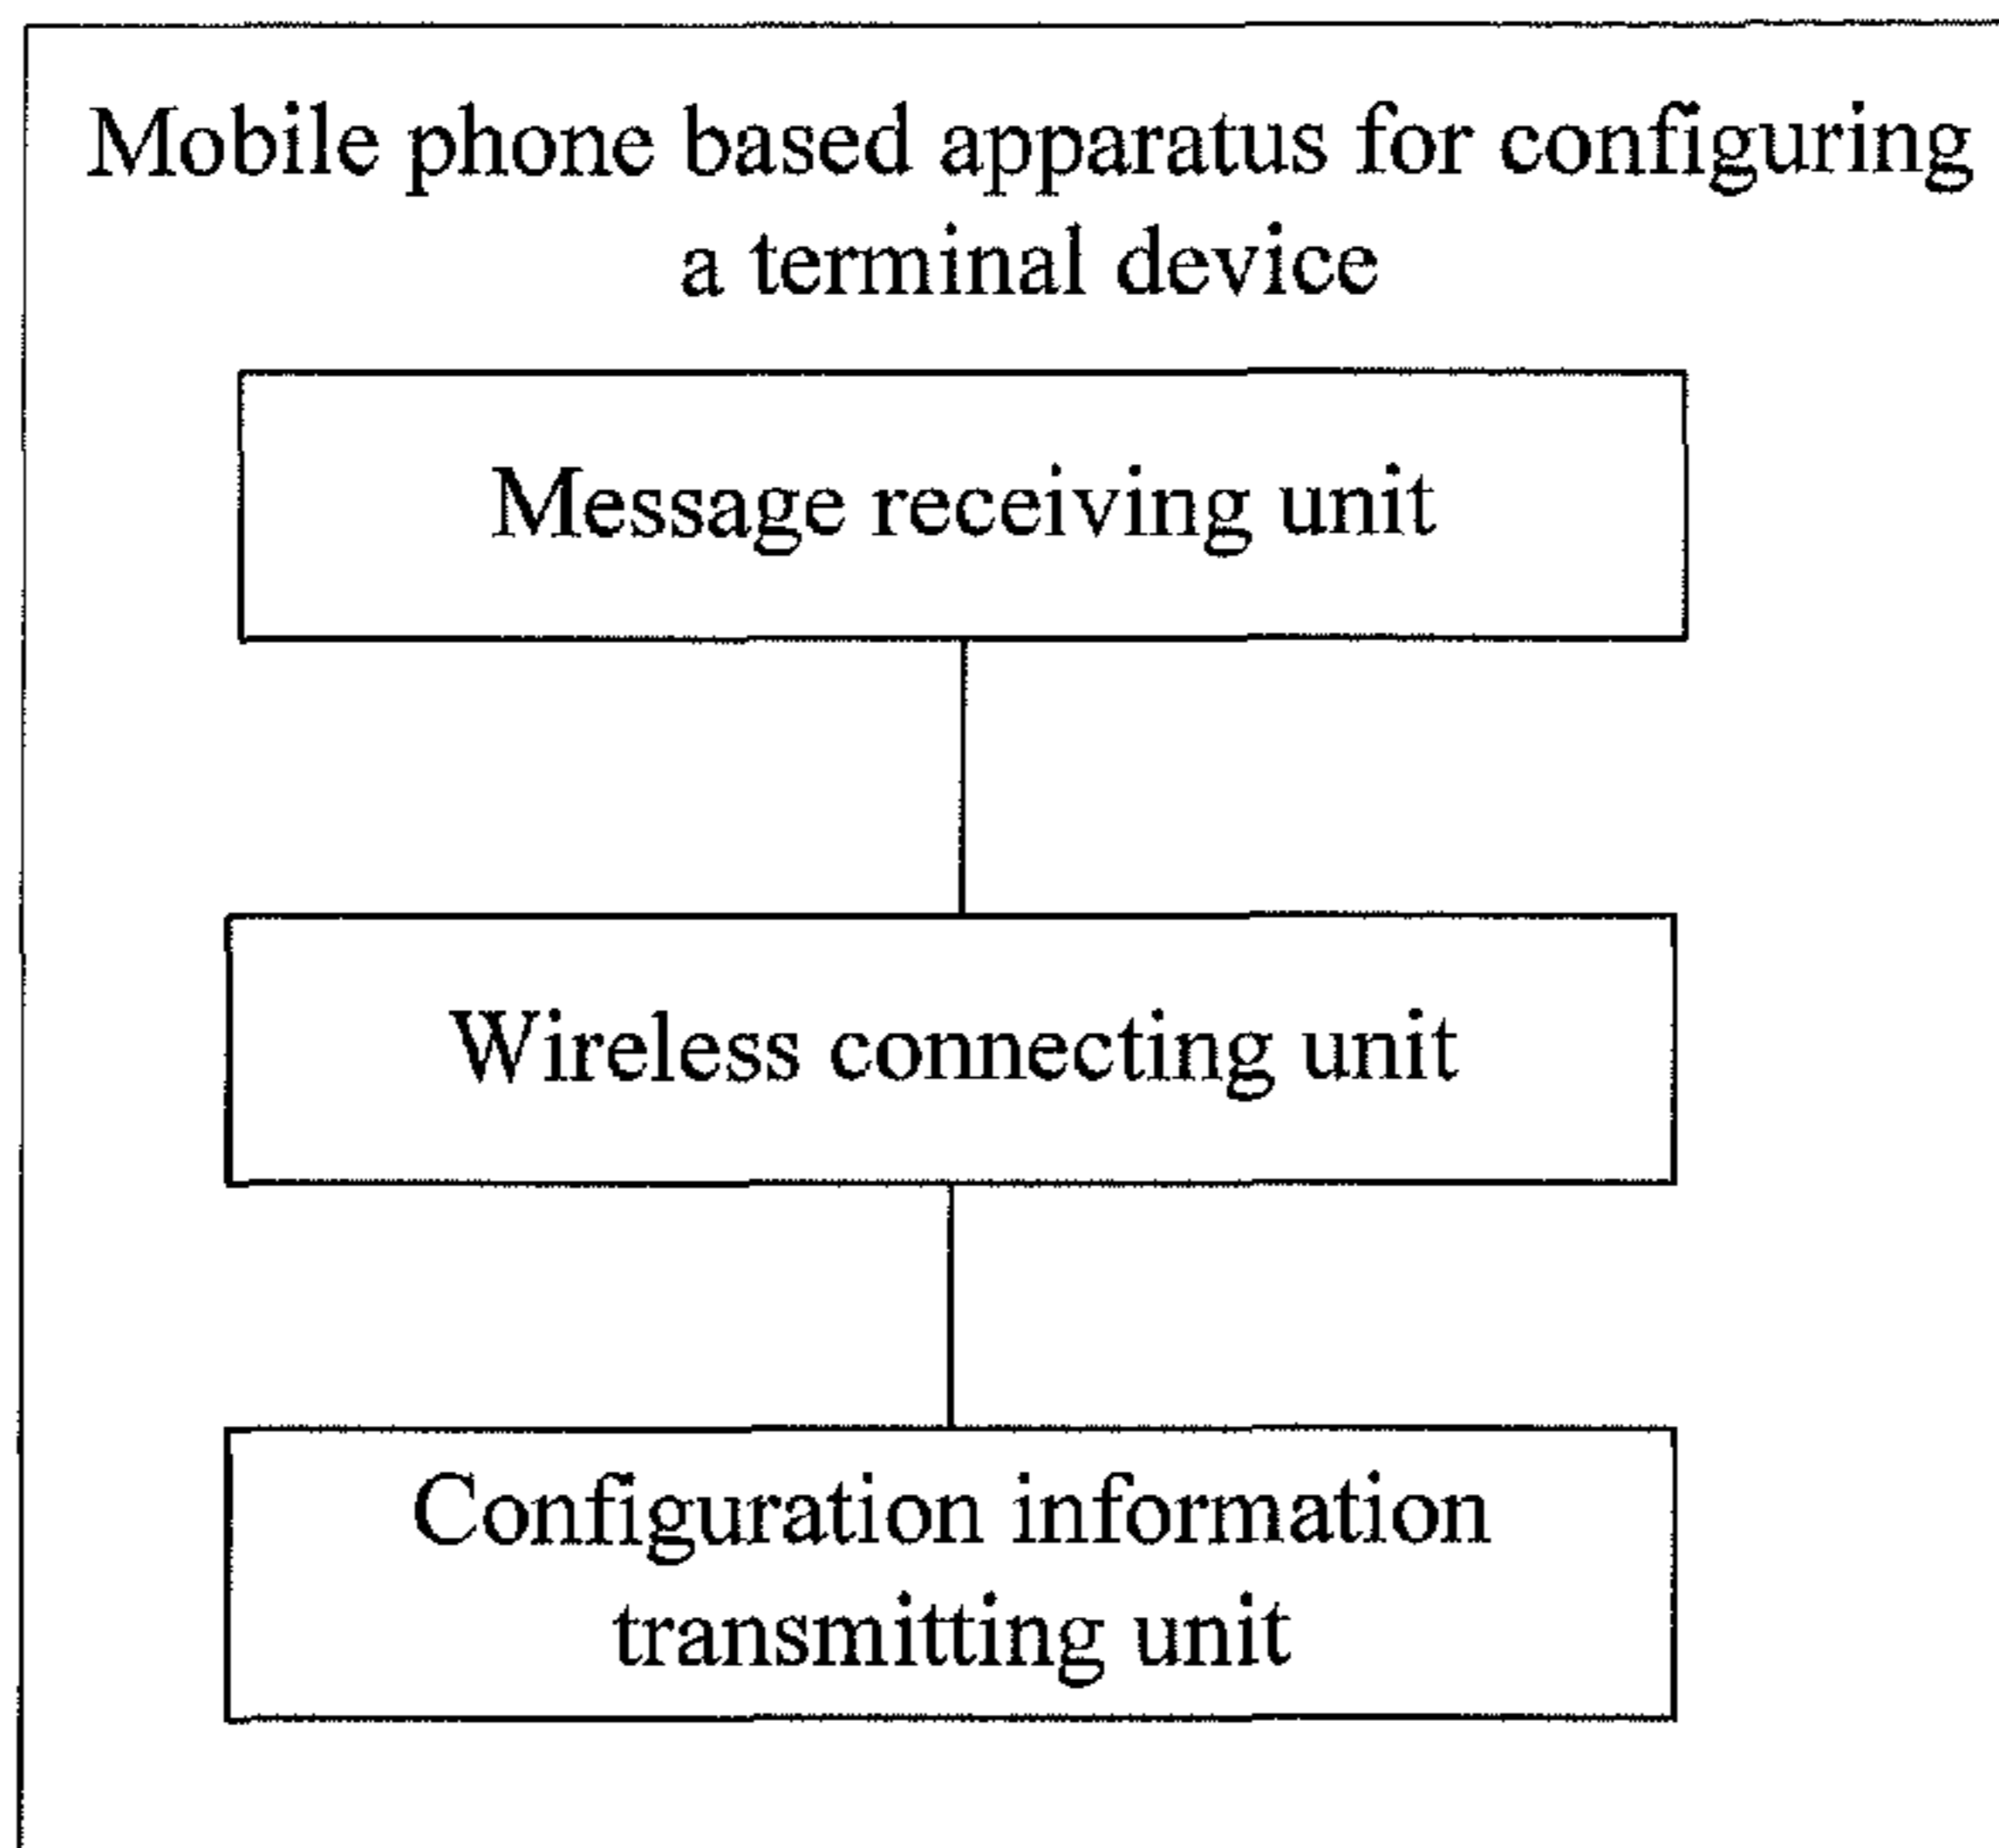 Mobile phone based apparatus for configuring
a terminal device
Message receiving unit
Wireless connecting unit
Configuration information
transmitting unit